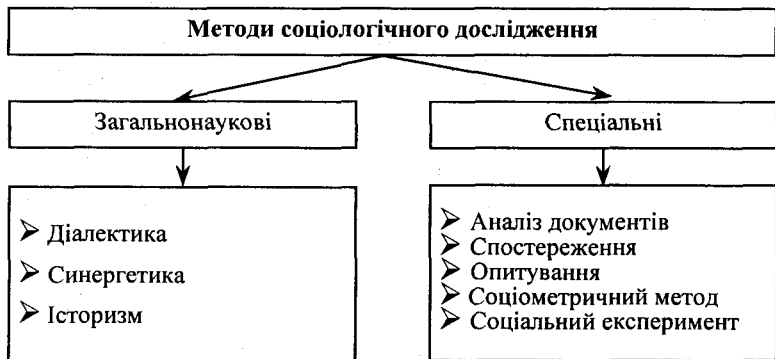 Методи соціологічного дослідження
Загальнонаукові
Спеціальні
➢ Діалектика
➢ Синергетика
➢ Історизм
➢ Аналіз документів
➢ Спостереження
➢ Опитування
➢ Соціометричний метод
➢ Соціальний експеримент